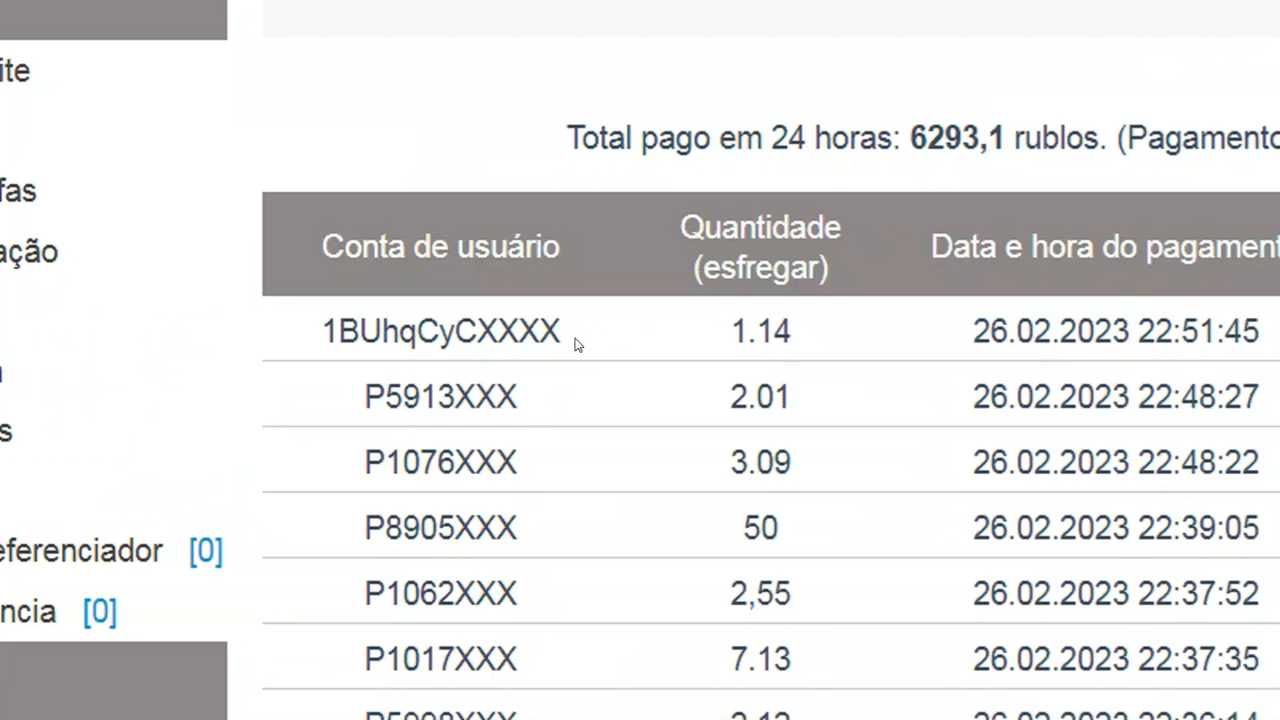 ite
fas
ação
s
eferenciador [0]
ncia [0]
Total pago em 24 horas: 6293,1 rublos. (Pagamento
Conta de usuário Quantidade (esfregar) Data e hora do pagament
1BUhqCyCXXXX 1.14 26.02.2023 22:51:45
P5913XXX 2.01 26.02.2023 22:48:27
P1076XXX 3.09 26.02.2023 22:48:22
P8905XXX 50 26.02.2023 22:39:05
P1062XXX 2,55 26.02.2023 22:37:52
P1017XXX 7.13 26.02.2023 22:37:35